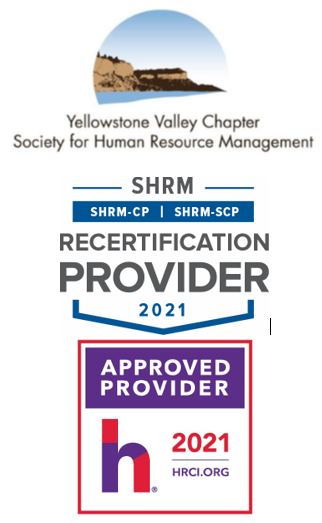 Yellowstone Valley Chapter
Society for Human Resource Management
SHRM
SHRM-CP | SHRM-SCP
RECERTIFICATION
PROVIDER
2021
APPROVED
PROVIDER
h®
2021
HRCI.ORG